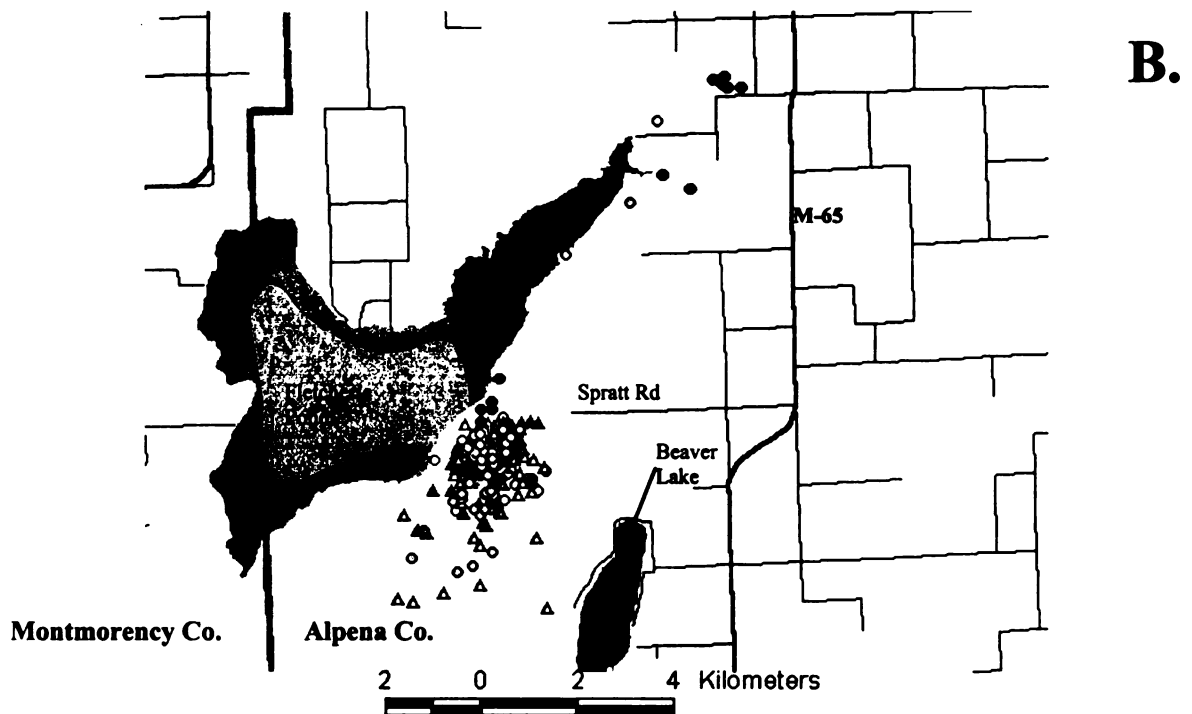 B.
M-65
Spratt Rd
Beaver
Lake
Montmorency Co.
Alpena Co.
2 0 2 4 Kilometers